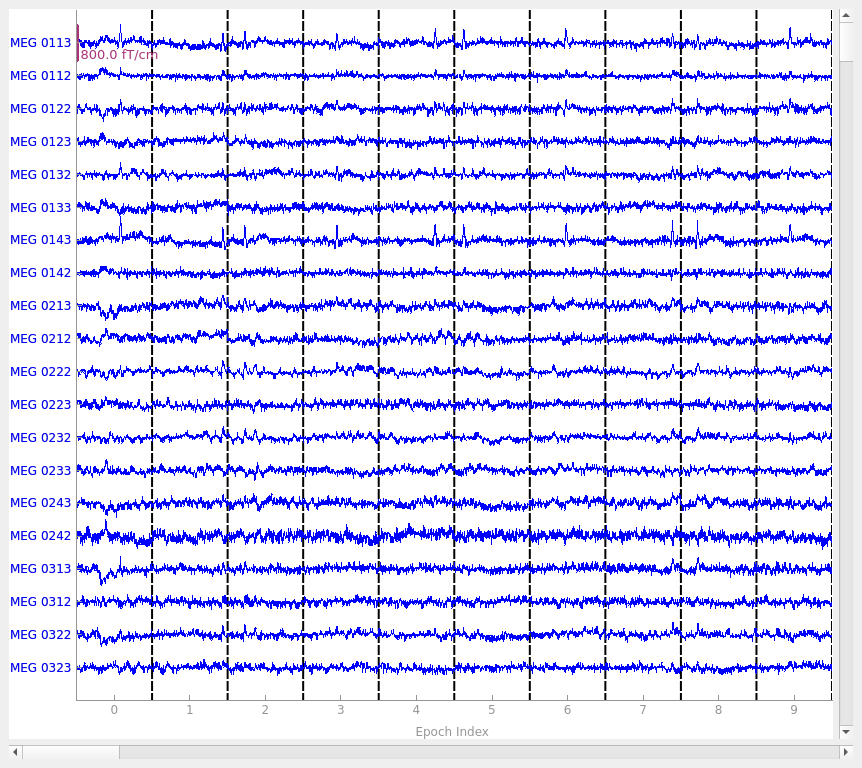 MEG 0113
800.0 fT/cm
MEG 0112
MEG 0122
MEG 0123
MEG 0132
MEG 0133
MEG 0143
MEG 0142
MEG 0213
MEG 0212
MEG 0222
MEG 0223
MEG 0232
MEG 0233
MEG 0243
MEG 0242
MEG 0313
MEG 0312
MEG 0322
MEG 0323
0 1 2 3 4 5 6 7 8 9
Epoch Index